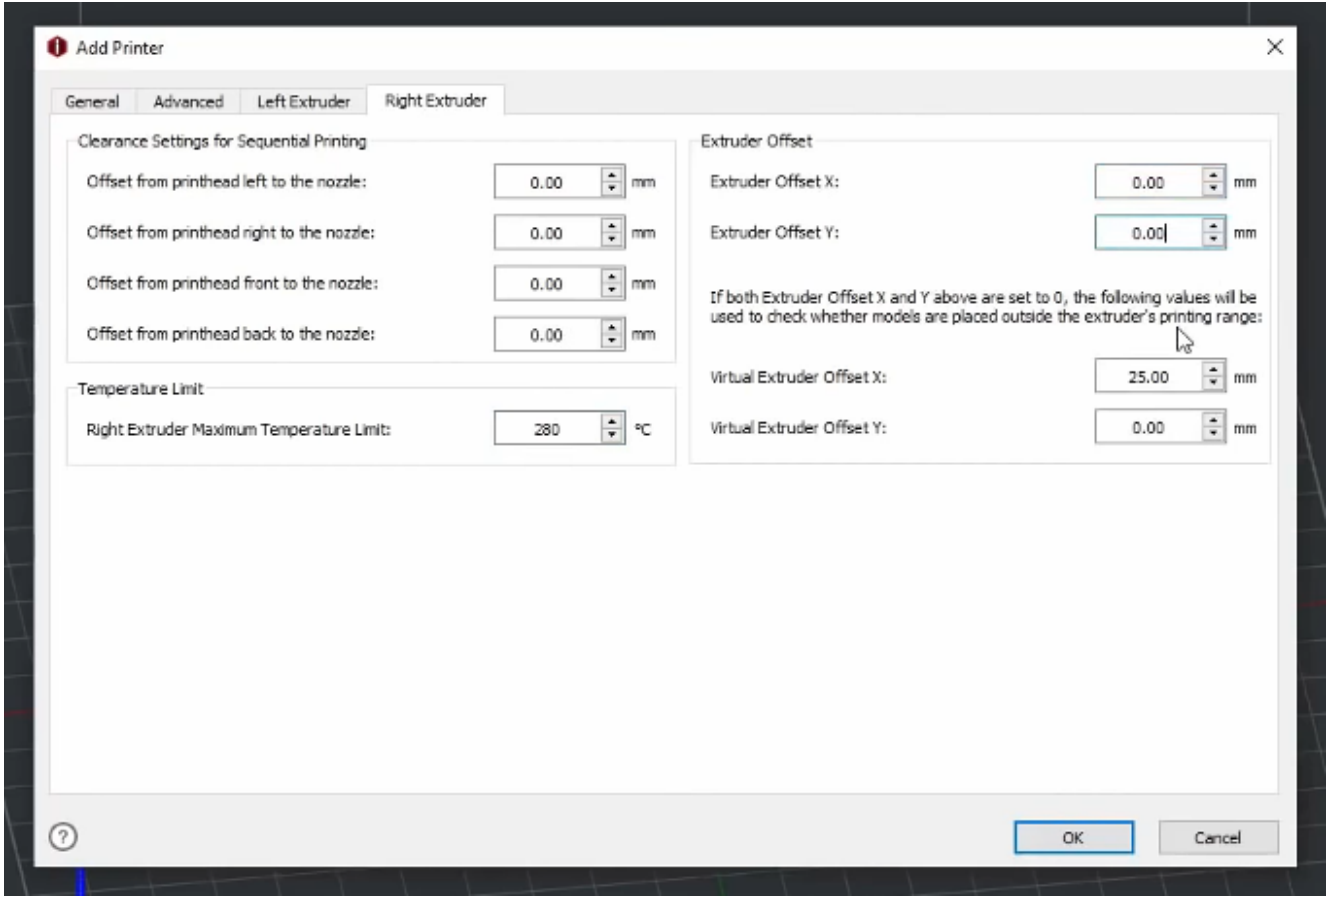 Add Printer
General Advanced Left Extruder Right Extruder
Clearance Settings for Sequential Printing
Offset from printhead left to the nozzle: 0.00 mm
Offset from printhead right to the nozzle: 0.00 mm
Offset from printhead front to the nozzle: 0.00 mm
Offset from printhead back to the nozzle: 0.00 mm
Temperature Limit
Right Extruder Maximum Temperature Limit: 280 °C
Extruder Offset
Extruder Offset X: 0.00 mm
Extruder Offset Y: 0.00 mm
If both Extruder Offset X and Y above are set to 0, the following values will be
used to check whether models are placed outside the extruder's printing range:
Virtual Extruder Offset X: 25.00 mm
Virtual Extruder Offset Y: 0.00 mm
? OK Cancel